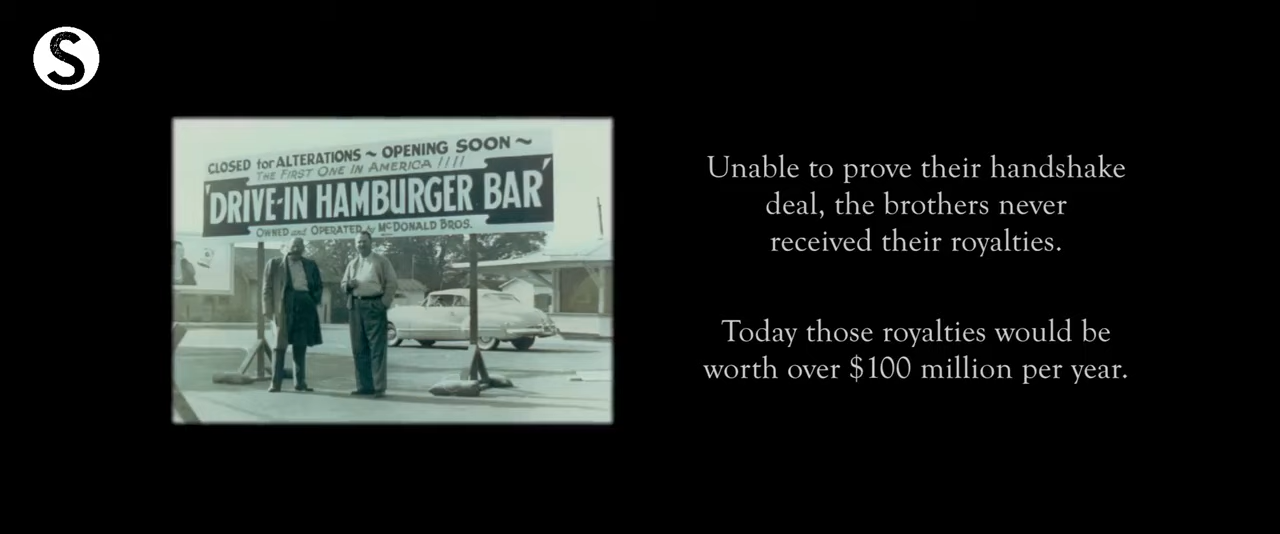 S
CLOSED for ALTERATIONS ~ OPENING SOON ~
THE FIRST ONE IN AMERICA !!!!
'DRIVE-IN HAMBURGER BAR'
OWNED and OPERATED by McDONALD BROS.
Unable to prove their handshake
deal, the brothers never
received their royalties.
Today those royalties would be
worth over $100 million per year.